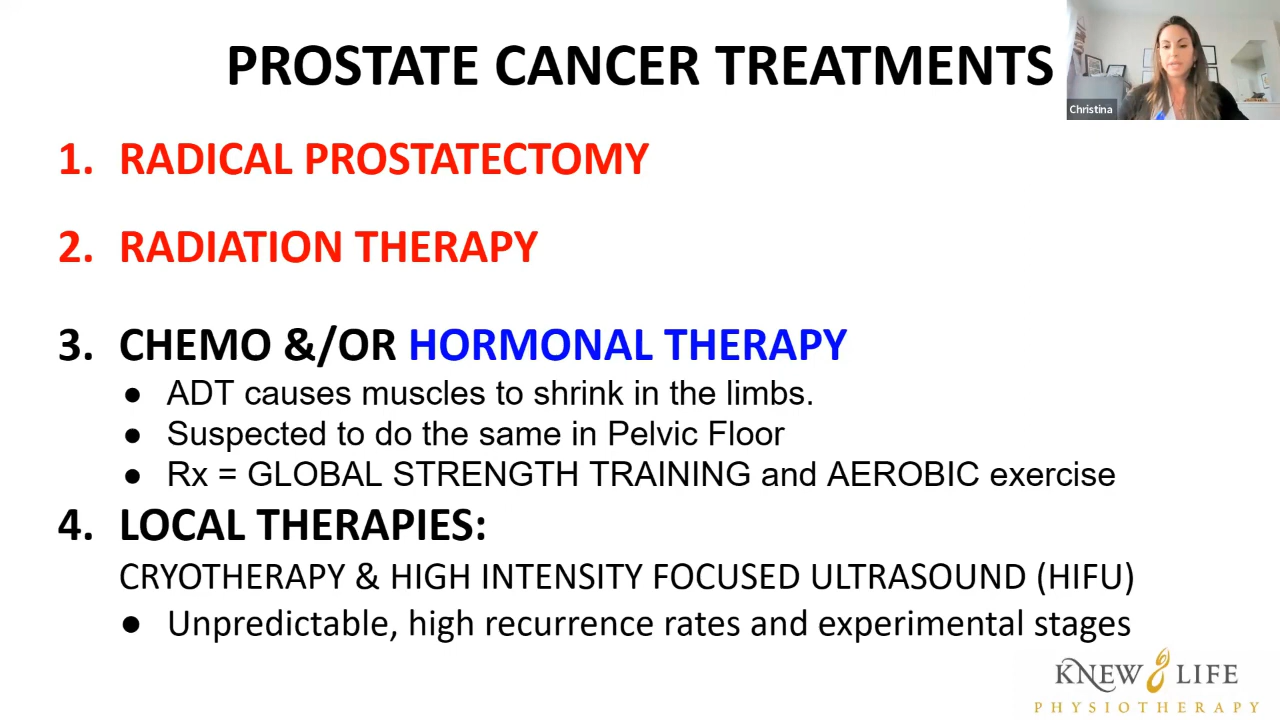 PROSTATE CANCER TREATMENTS
Christina
1. RADICAL PROSTATECTOMY
2. RADIATION THERAPY
3. CHEMO &/OR HORMONAL THERAPY
● ADT causes muscles to shrink in the limbs.
● Suspected to do the same in Pelvic Floor
● Rx = GLOBAL STRENGTH TRAINING and AEROBIC exercise
4. LOCAL THERAPIES:
CRYOTHERAPY & HIGH INTENSITY FOCUSED ULTRASOUND (HIFU)
● Unpredictable, high recurrence rates and experimental stages
KNEW LIFE
PHYSIOTHERAPY